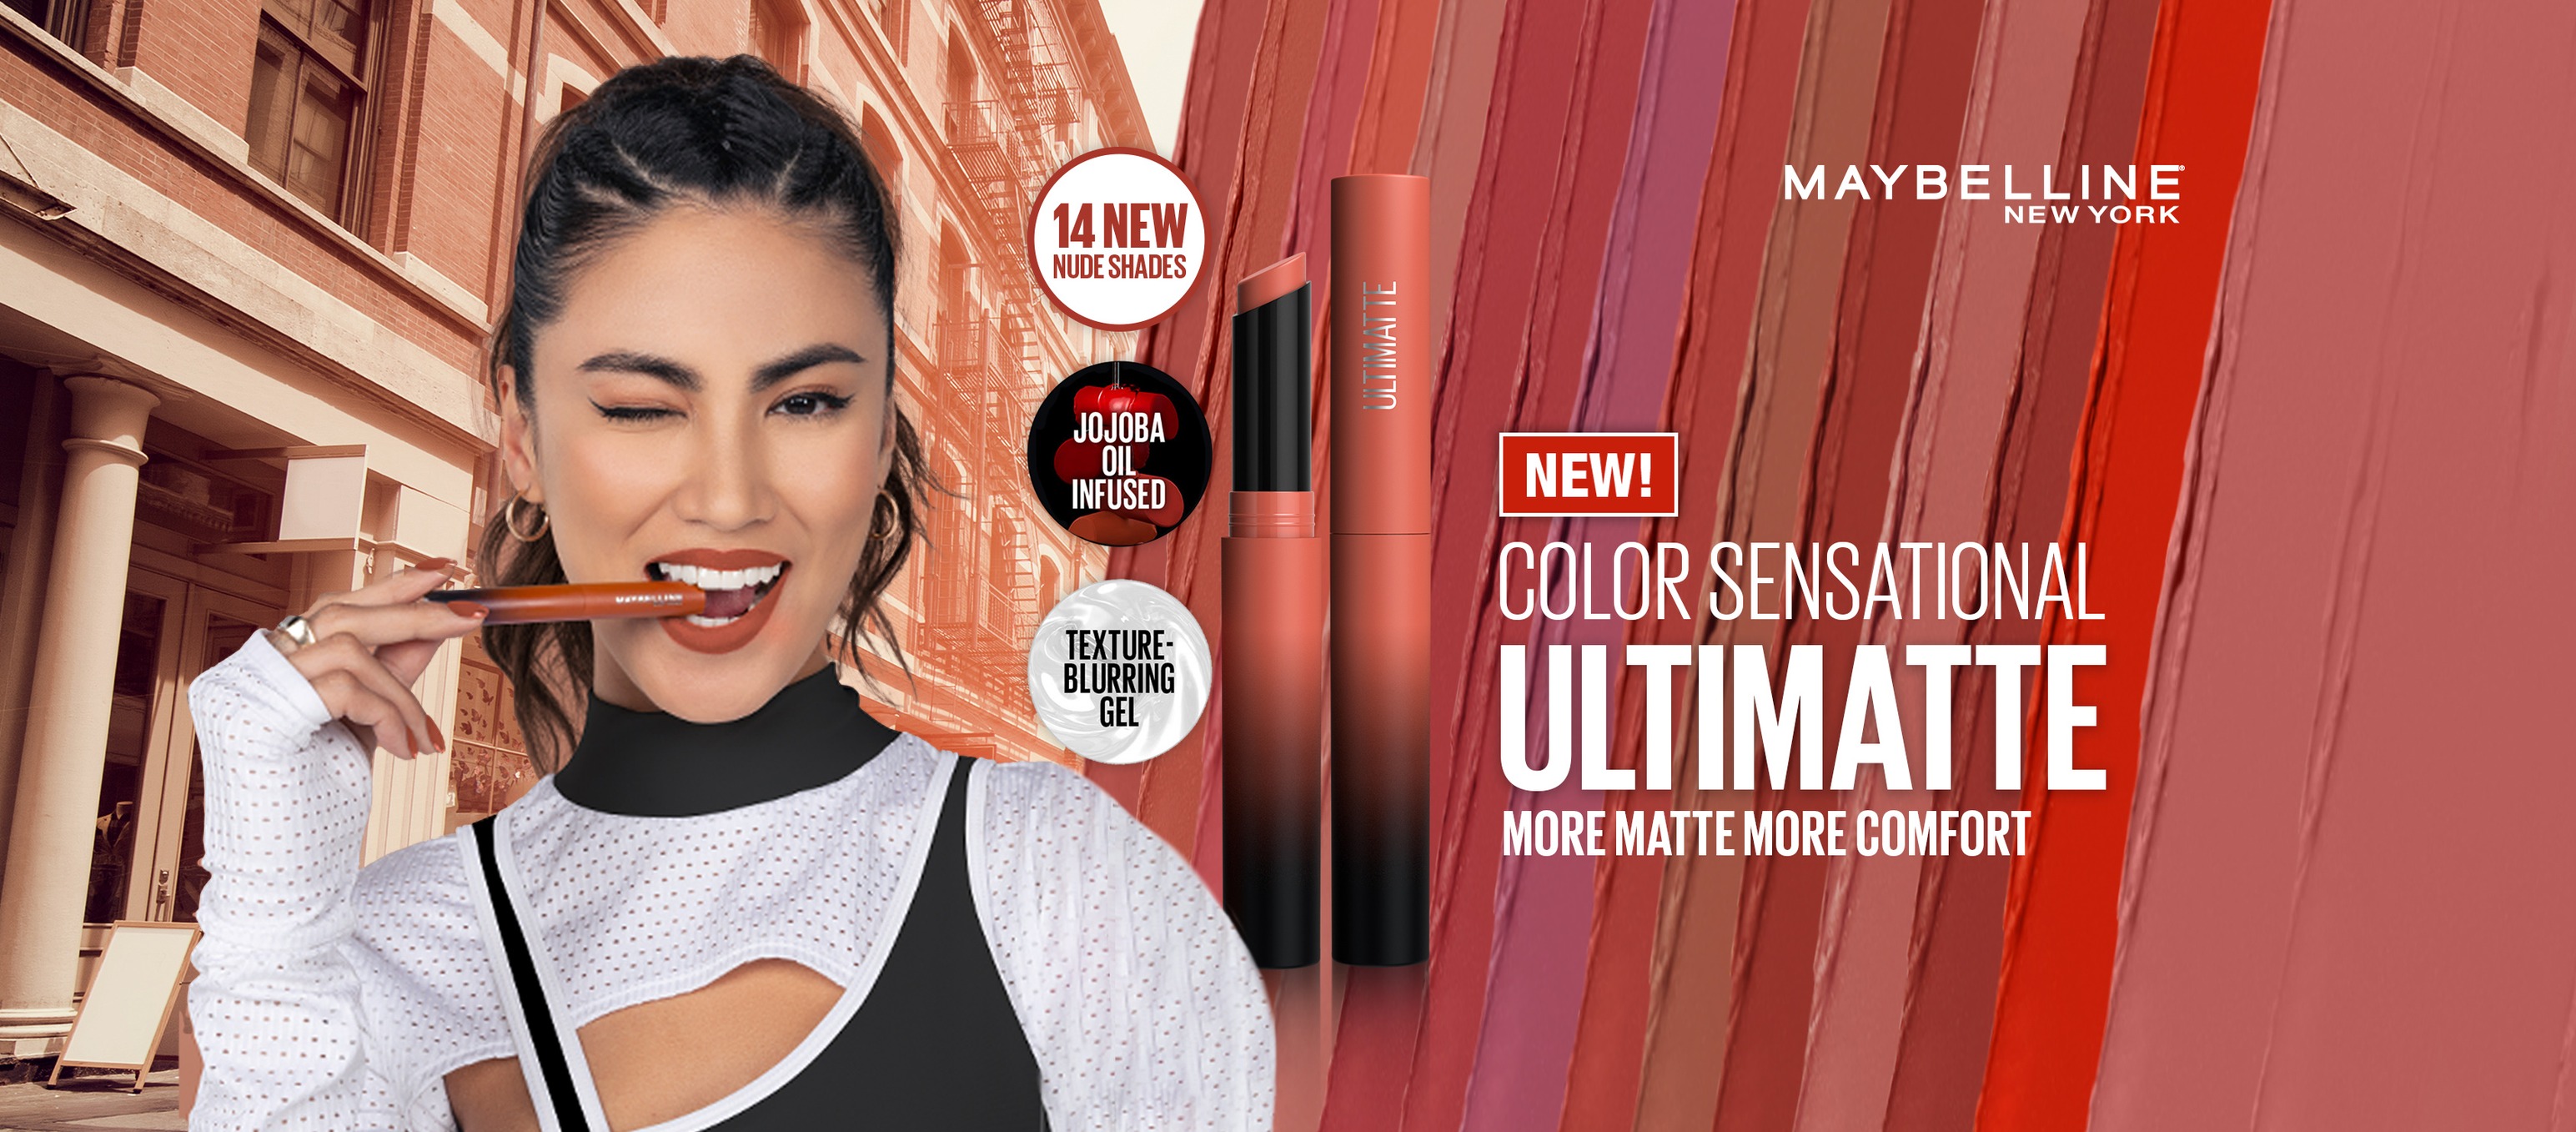 14 NEW
NUDE SHADES
JOJOBA
OIL
INFUSED
TEXTURE-
BLURRING
GEL
MAYBELLINE
ULTIMATTE
MAYBELLINE
NEW YORK
NEW!
COLOR SENSATIONAL
ULTIMATTE
MORE MATTE MORE COMFORT